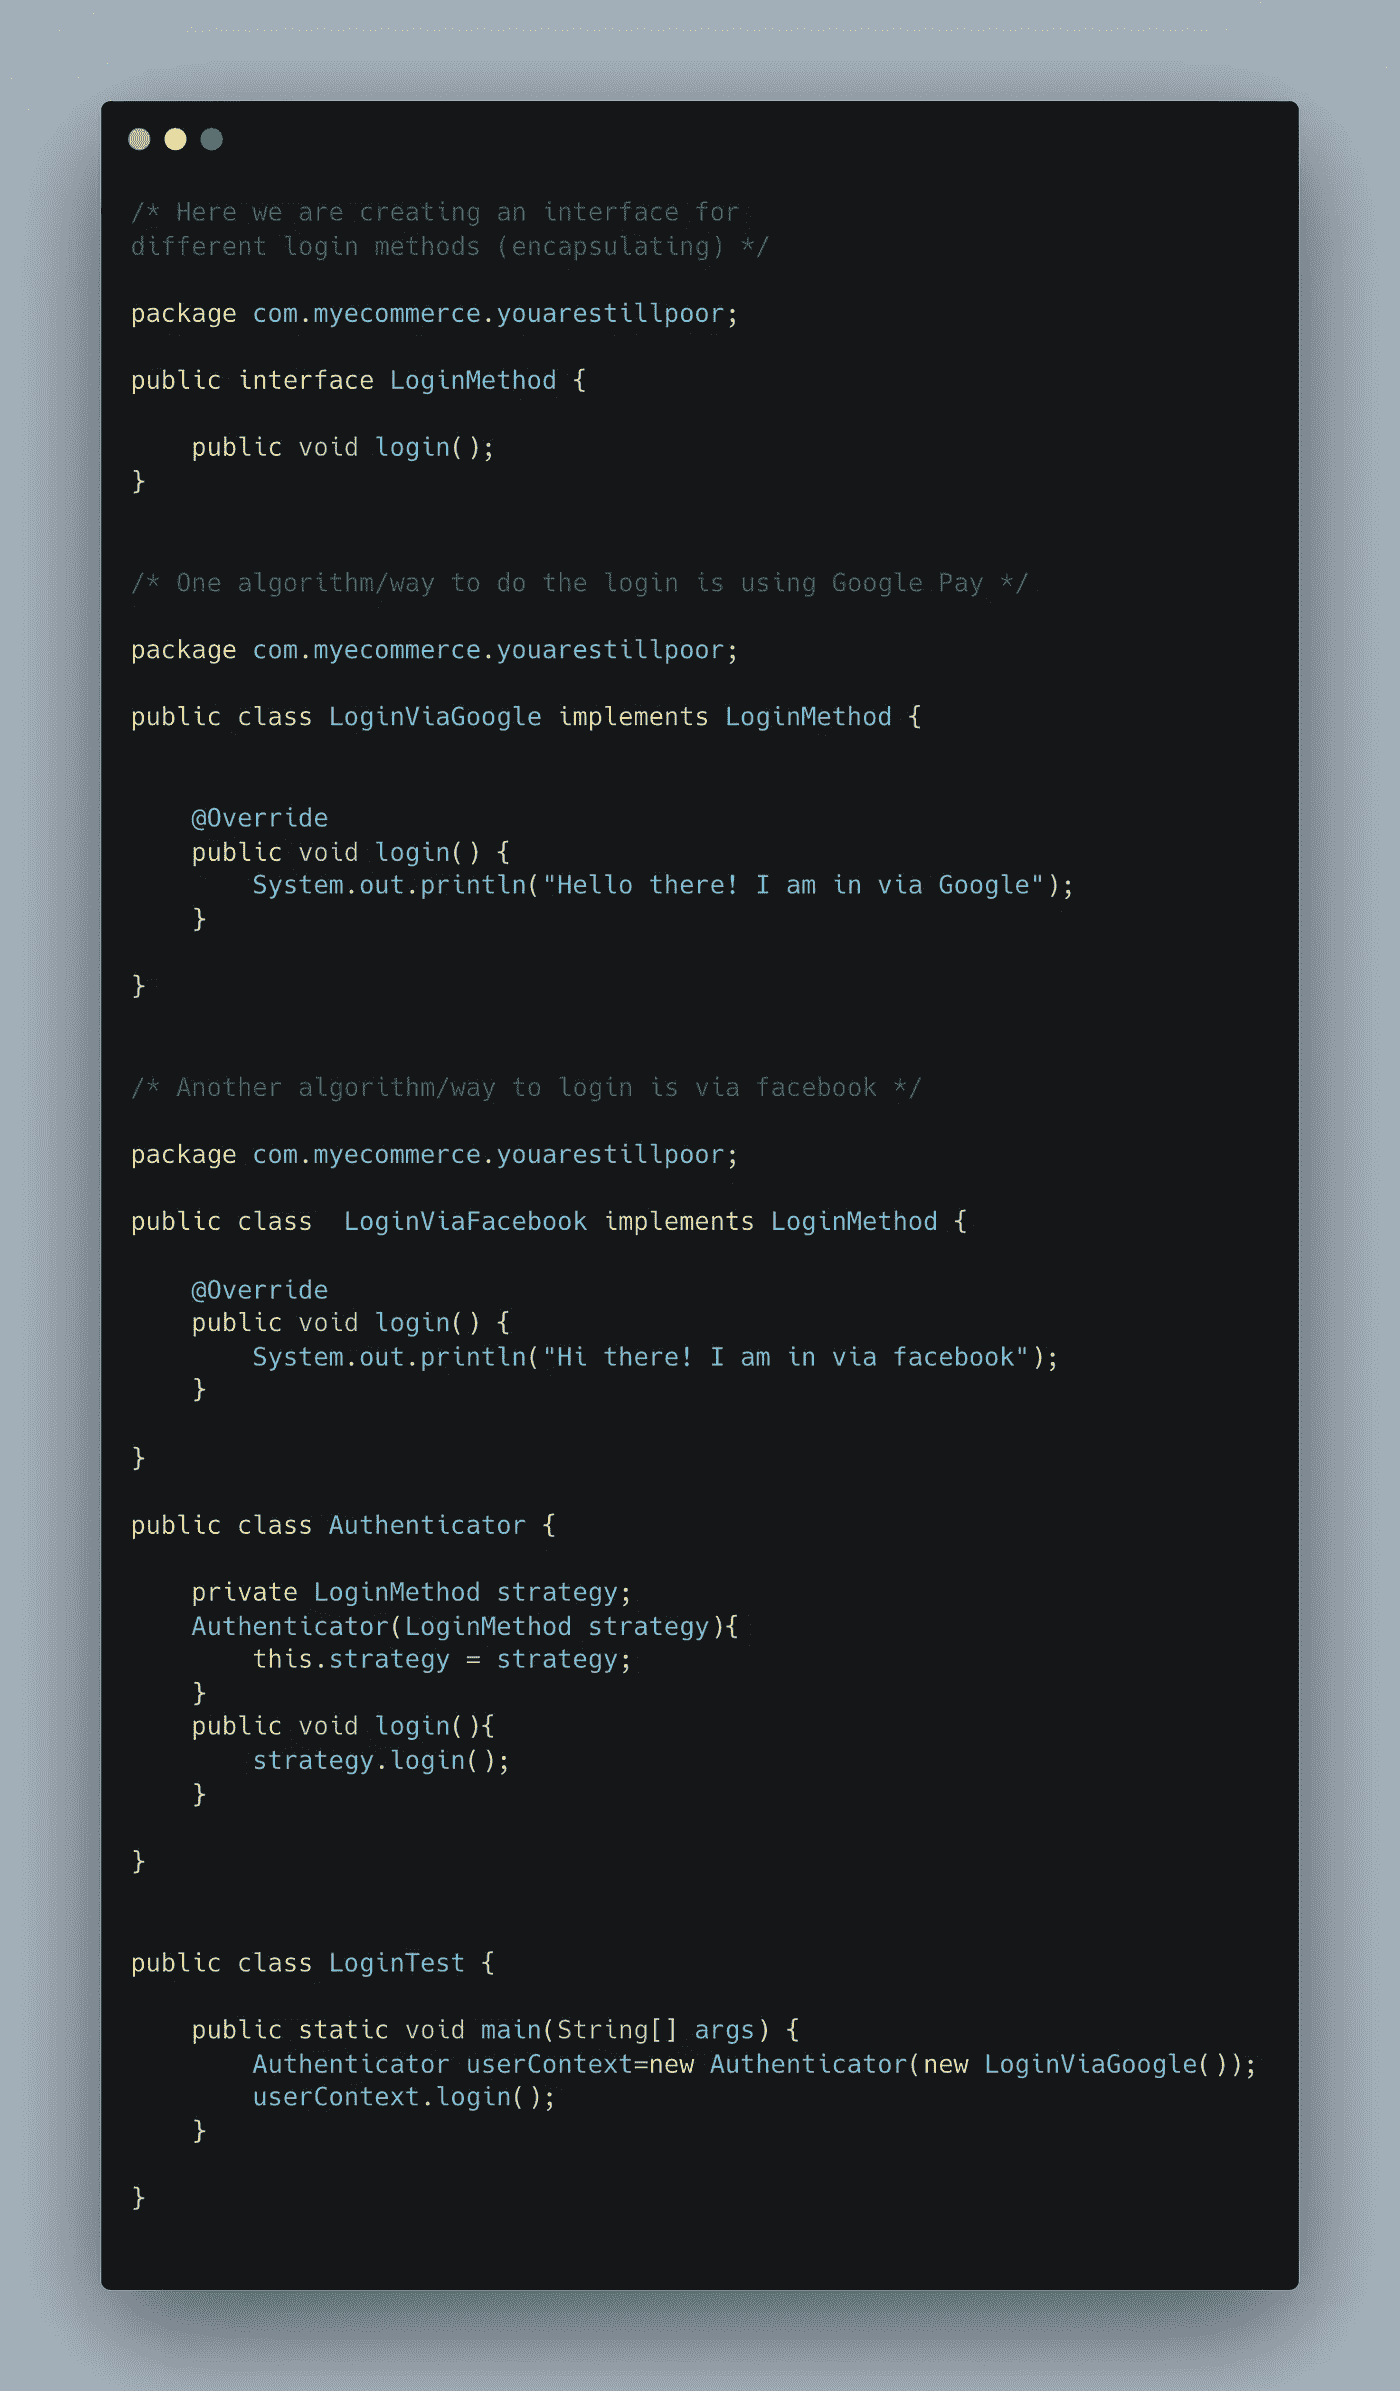 /* Here we are creating an interface for
different login methods (encapsulating) */
package com.myecommerce.youarestillpoor;
public interface LoginMethod {
public void login();
}
/* One algorithm/way to do the login is using Google Pay */
package com.myecommerce.youarestillpoor;
public class LoginViaGoogle implements LoginMethod {
@Override
public void login() {
System.out.println("Hello there! I am in via Google");
}
}
/* Another algorithm/way to login is via facebook */
package com.myecommerce.youarestillpoor;
public class  LoginViaFacebook implements LoginMethod {
@Override
public void login() {
System.out.println("Hi there! I am in via facebook");
}
}
public class Authenticator {
private LoginMethod strategy;
Authenticator(LoginMethod strategy){
this.strategy = strategy;
}
public void login(){
strategy.login();
}
}
public class LoginTest {
public static void main(String[] args) {
Authenticator userContext=new Authenticator(new LoginViaGoogle());
userContext.login();
}
}